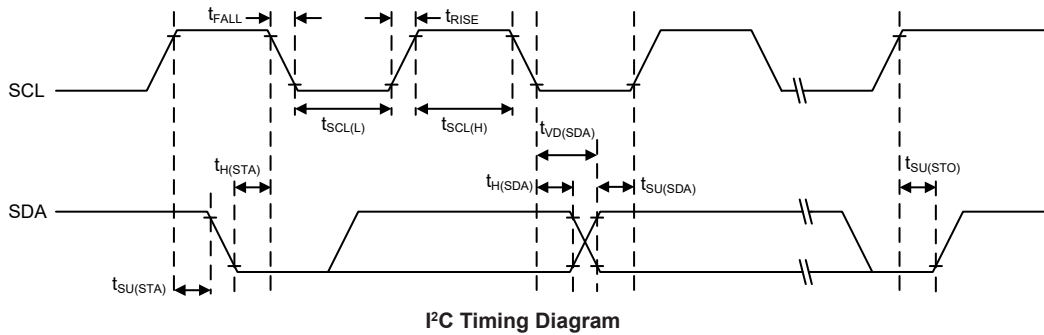 tFALL
tRISE
SCL
tSCL(L)
tSCL(H)
tVD(SDA)
tH(STA)
tH(SDA)
tSU(SDA)
tSU(STO)
SDA
tSU(STA)
I²C Timing Diagram